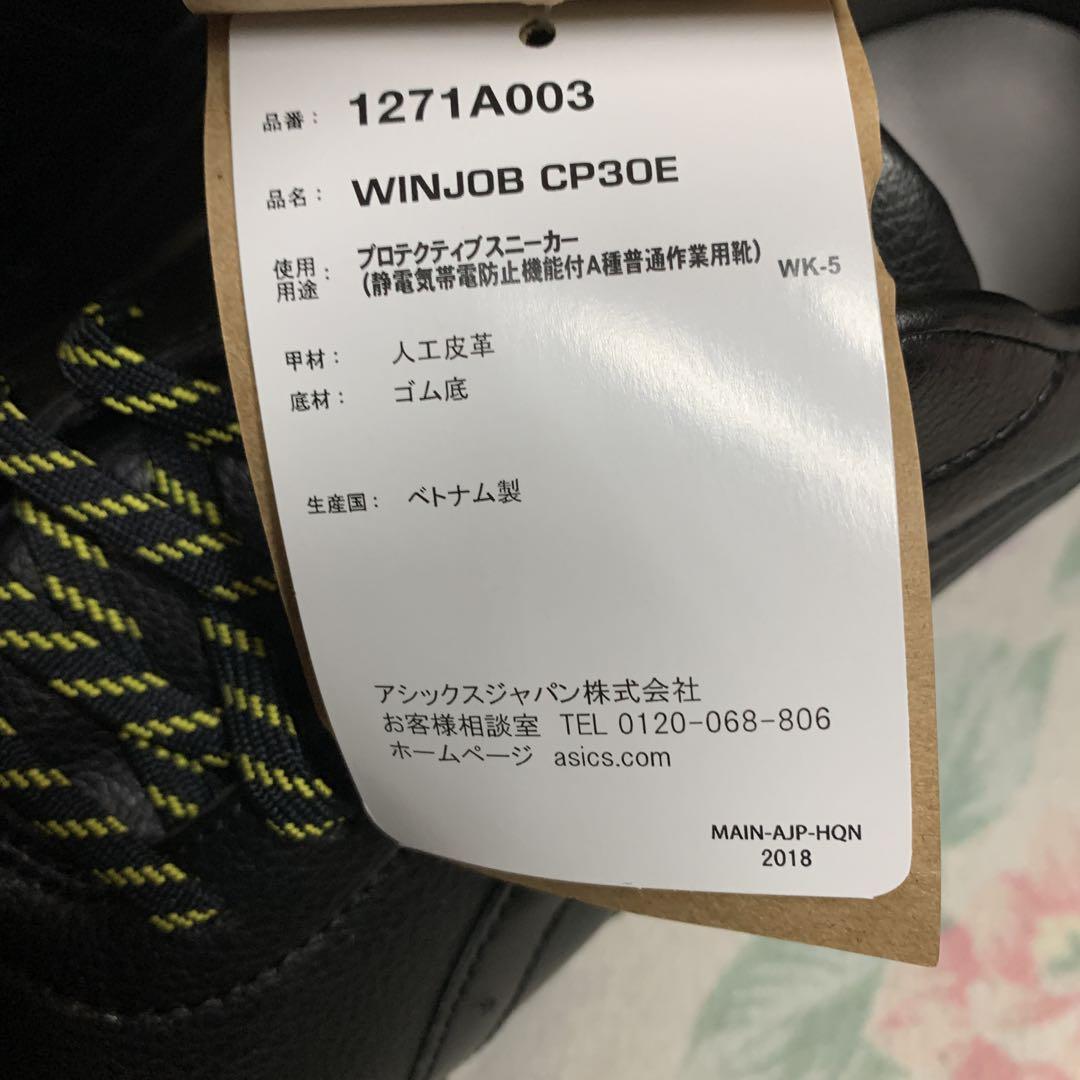 品番： 1271A003
品名： WINJOB CP30E
使用用途： プロテクティブスニーカー
(静電気帯電防止機能付A種普通作業用靴) WK-5
甲材： 人工皮革
底材： ゴム底
生産国： ベトナム製
アシックスジャパン株式会社
お客様相談室 TEL 0120-068-806
ホームページ asics.com
MAIN-AJP-HQN
2018